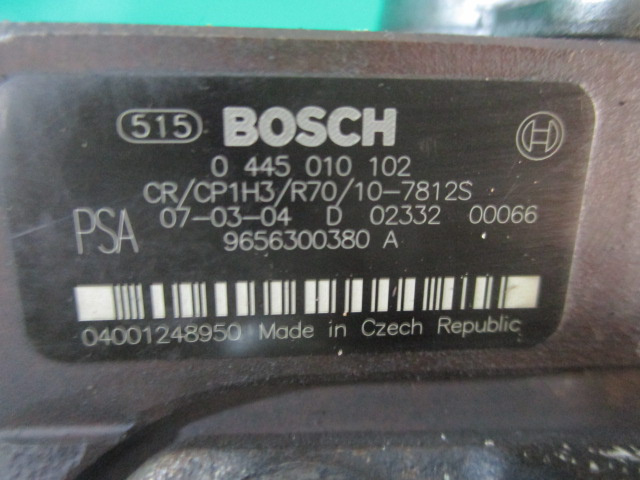 515 BOSCH
0 445 010 102
CR/CP1H3/R70/10-7812S
07-03-04 D 02332 00066
PSA 9656300380 A
04001248950 Made in Czech Republic